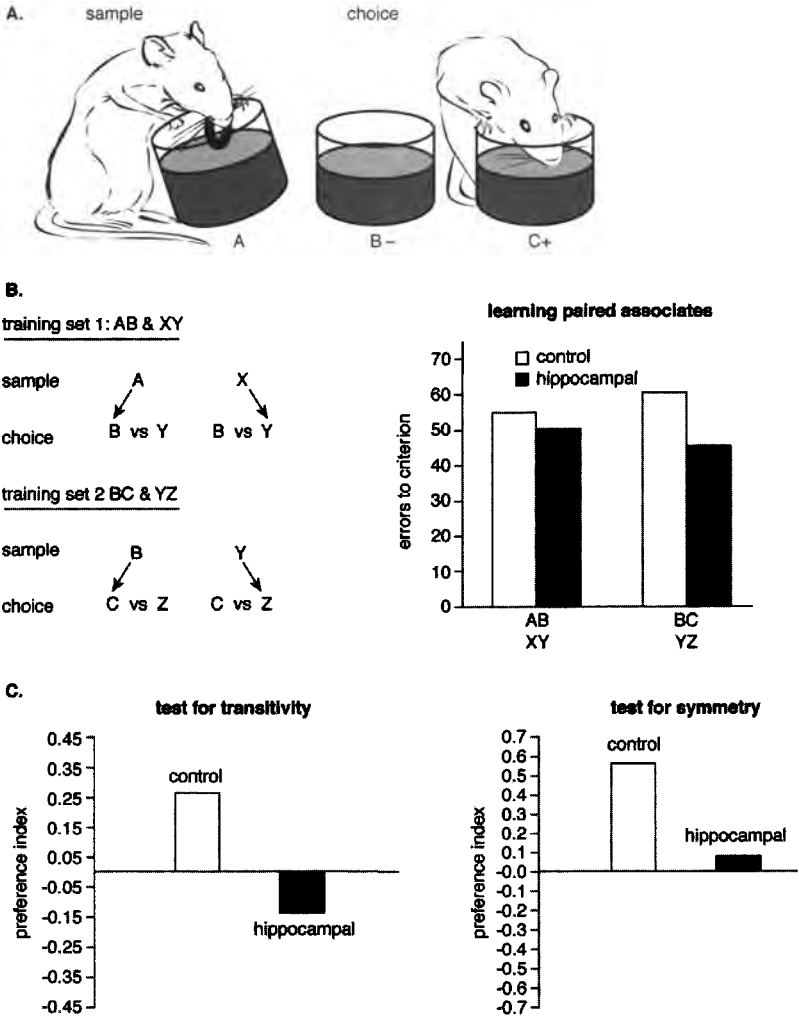 A.
sample
choice
A
B –
C+
B.
training set 1: AB & XY
sample A X
choice B vs Y B vs Y
training set 2 BC & YZ
sample B Y
choice C vs Z C vs Z
learning paired associates
control
hippocampal
errors to criterion
70
60
50
40
30
20
10
0
AB BC
XY YZ
C.
test for transitivity
preference index
0.45
0.35
0.25
0.15
0.05
-0.05
-0.15
-0.25
-0.35
-0.45
control
hippocampal
test for symmetry
preference index
0.7
0.6
0.5
0.4
0.3
0.2
0.1
-0.0
-0.1
-0.2
-0.3
-0.4
-0.5
-0.6
-0.7
control
hippocampal